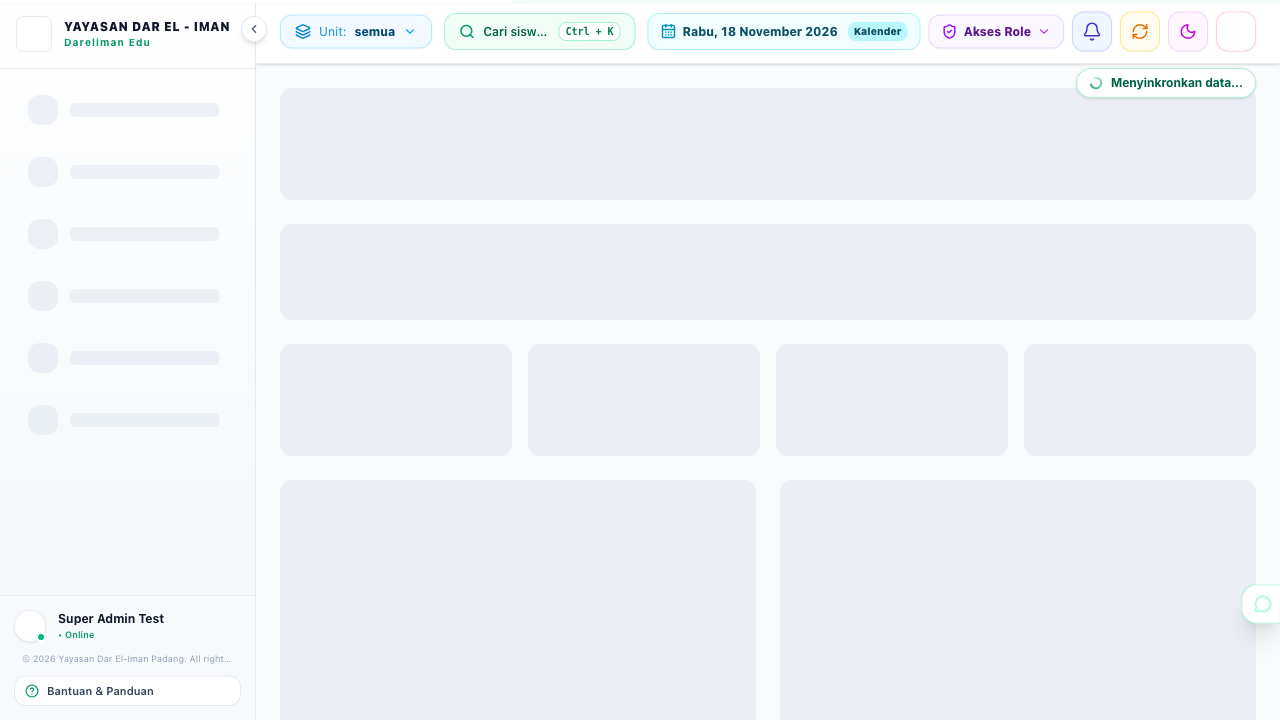 YAYASAN DAR EL - IMAN
Dareliman Edu
Unit: semua
Cari sisw... Ctrl + K
Rabu, 18 November 2026 Kalender
Akses Role
Menyinkronkan data...
Super Admin Test
• Online
© 2026 Yayasan Dar El-Iman Padang. All right...
Bantuan & Panduan